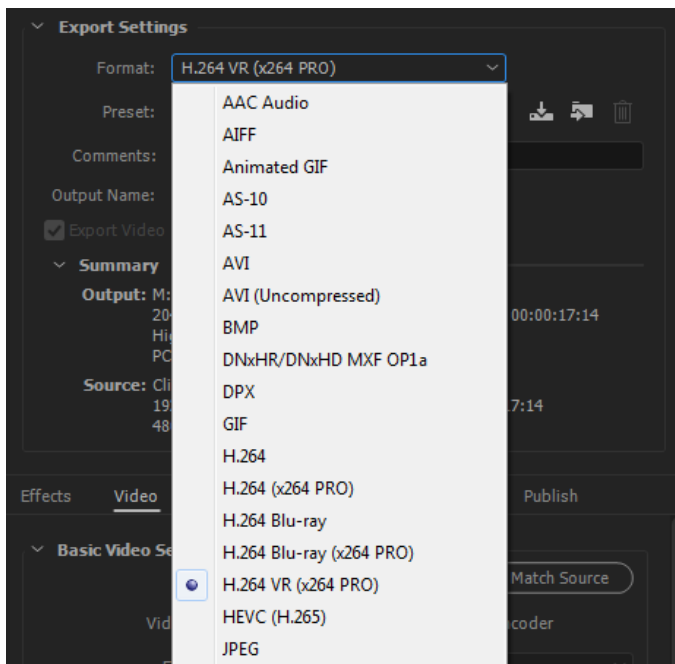 Export Settings
Format: H.264 VR (x264 PRO)
Preset:
Comments:
Output Name:
Export Video
Summary
Output: M:
00:00:17:14
PC
Source:
7:14
48
AAC Audio
AIFF
Animated GIF
AS-10
AS-11
AVI
AVI (Uncompressed)
BMP
DNxHR/DNxHD MXF OP1a
DPX
GIF
H.264
H.264 (x264 PRO)
H.264 Blu-ray
H.264 Blu-ray (x264 PRO)
H.264 VR (x264 PRO)
HEVC (H.265)
JPEG
Effects Video Publish
Basic Video Se
Match Source
Vid
coder